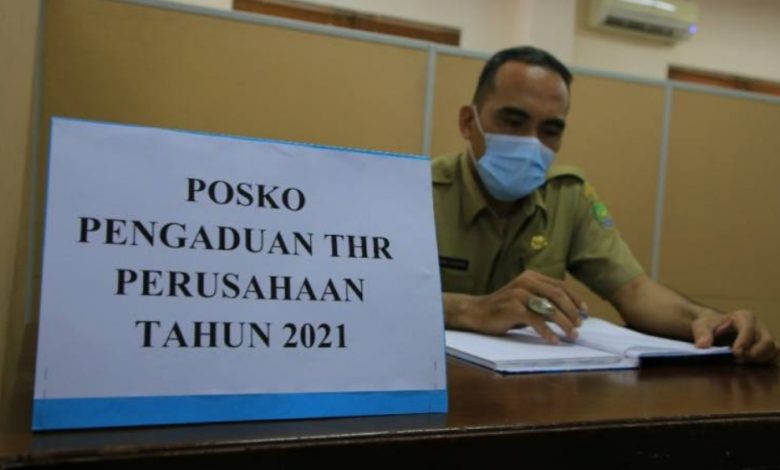 POSKO
PENGADUAN THR
PERUSAHAAN
TAHUN 2021